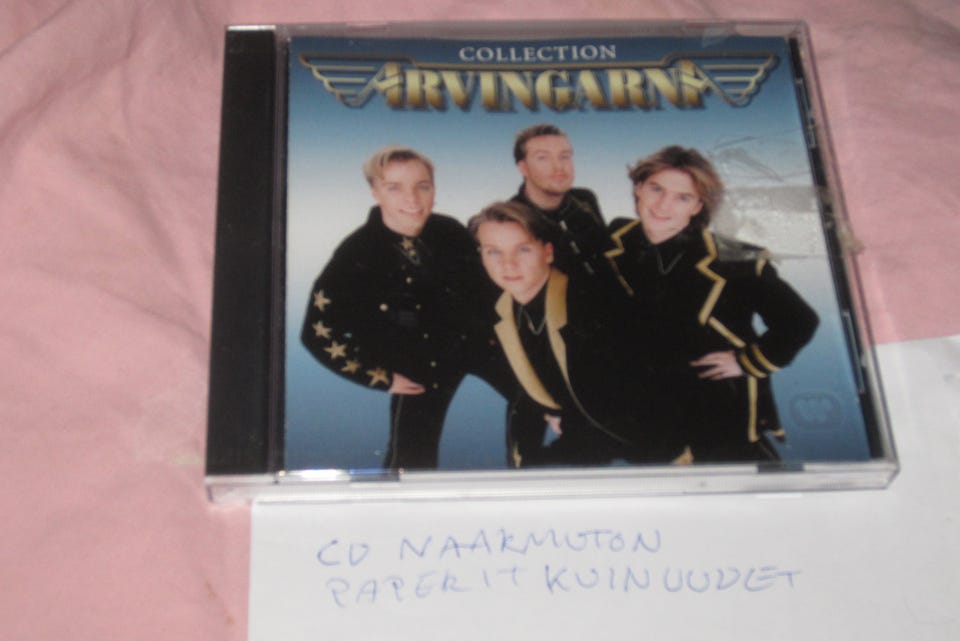 COLLECTION
ARVINGARNA
CD NAARMUTON
PAPERIT KUIN UUDET